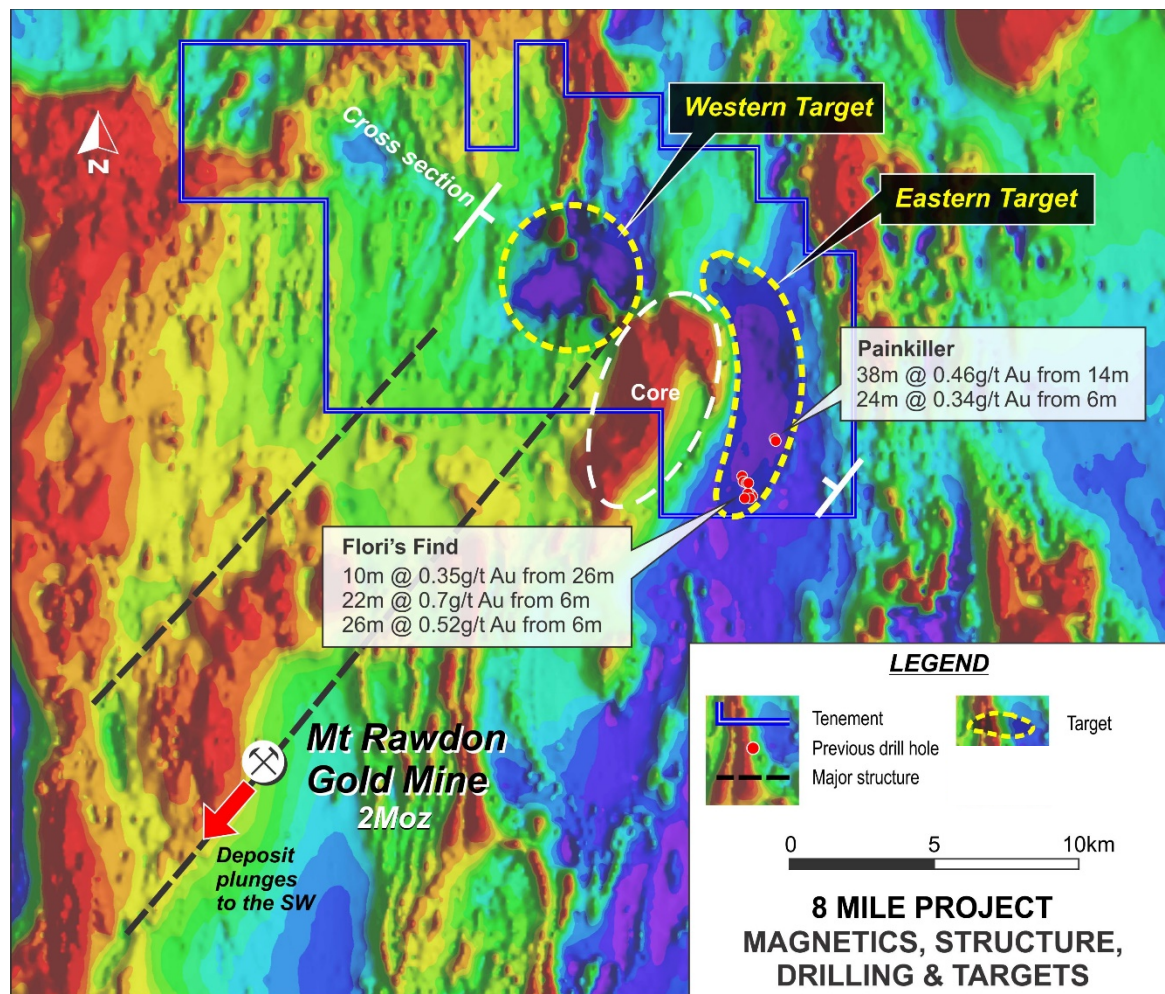 Western Target
Eastern Target
N
Cross section
Core
Painkiller
38m @ 0.46g/t Au from 14m
24m @ 0.34g/t Au from 6m
Flori's Find
10m @ 0.35g/t Au from 26m
22m @ 0.7g/t Au from 6m
26m @ 0.52g/t Au from 6m
Mt Rawdon
Gold Mine
2Moz
Deposit
plunges
to the SW
LEGEND
Tenement
Previous drill hole
Major structure
Target
0 5 10km
8 MILE PROJECT
MAGNETICS, STRUCTURE,
DRILLING & TARGETS